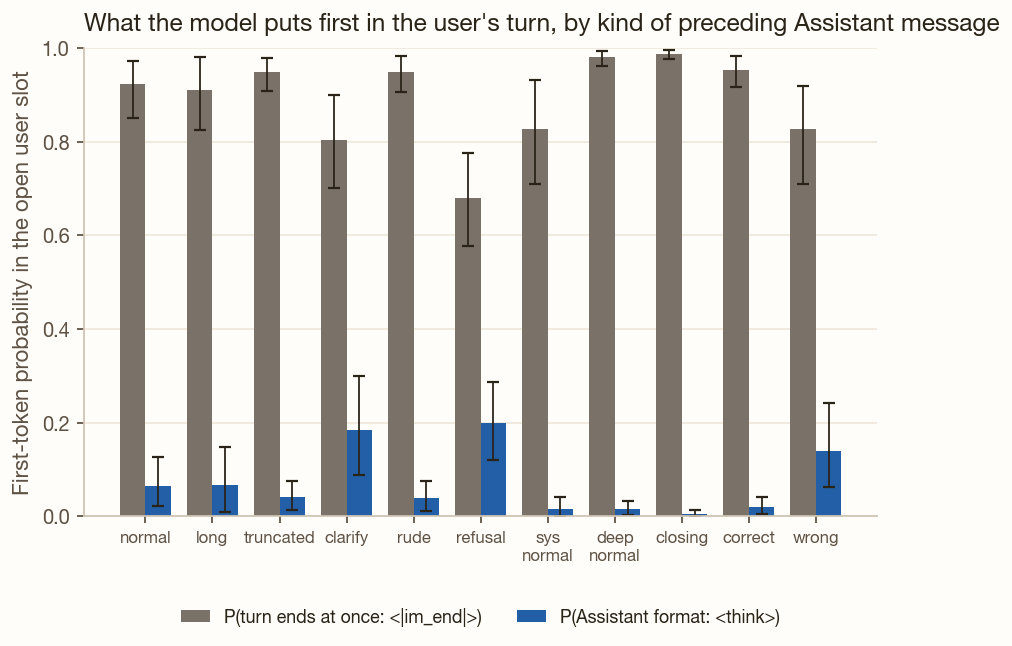 What the model puts first in the user's turn, by kind of preceding Assistant message
First-token probability in the open user slot
1.0
0.8
0.6
0.4
0.2
0.0
normal long truncated clarify rude refusal sys normal deep normal closing correct wrong
P(turn ends at once: <|im_end|>) P(Assistant format: <think>)